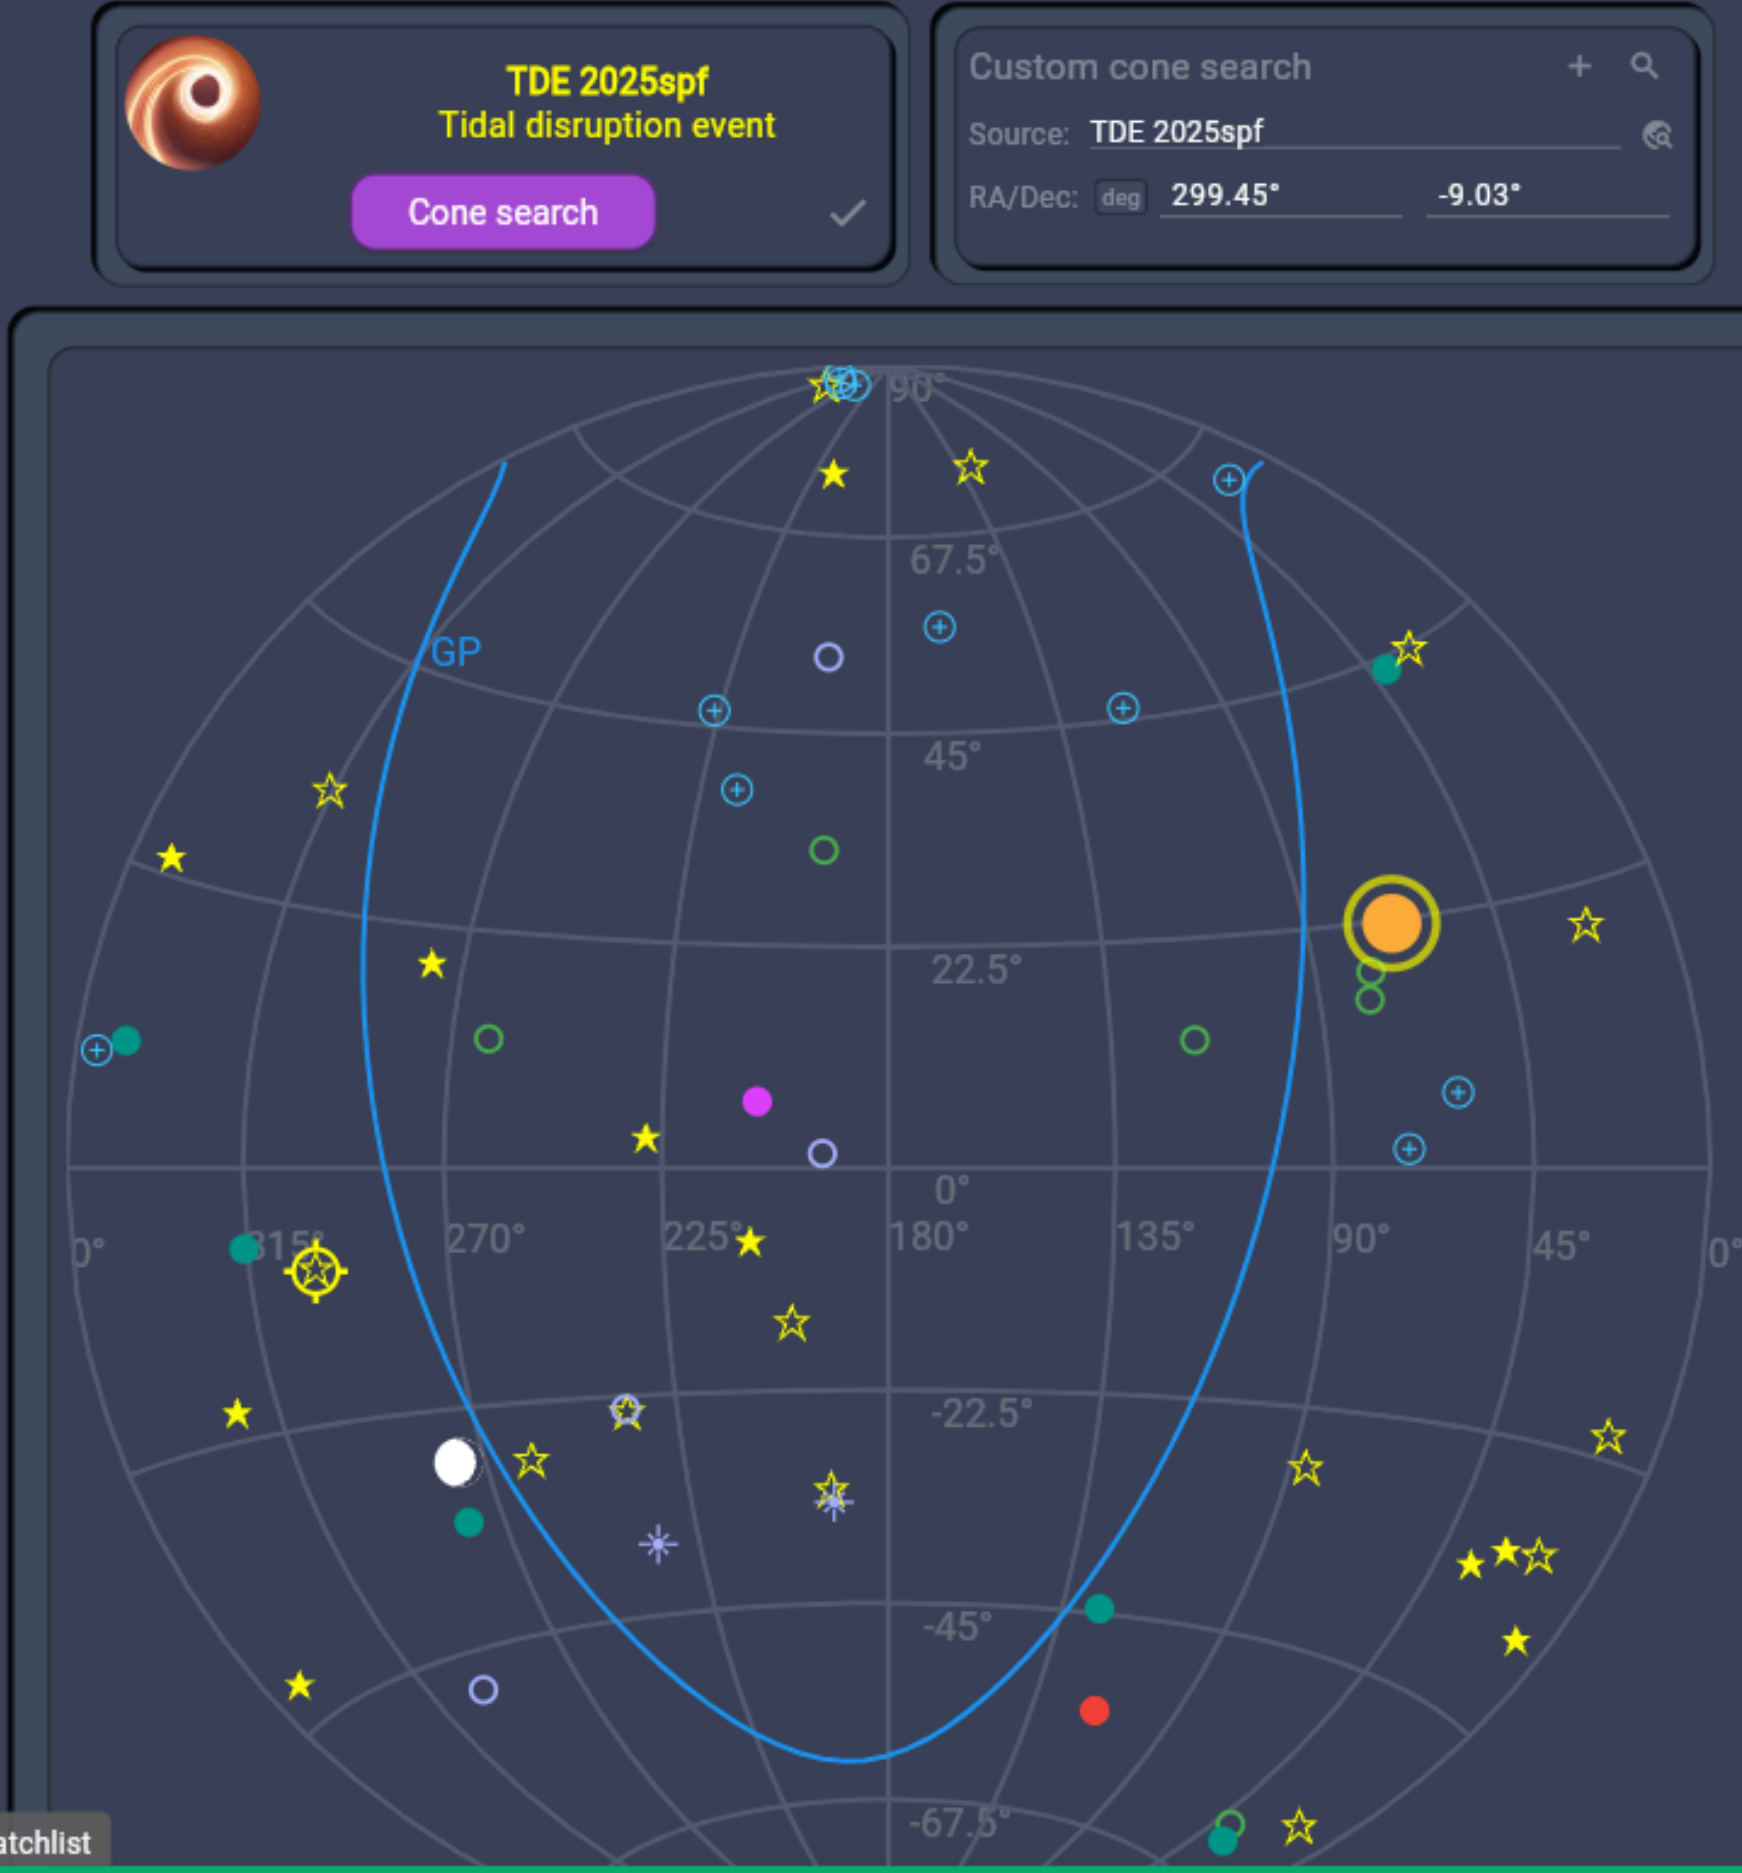 TDE 2025spf
Tidal disruption event
Cone search
Custom cone search
Source: TDE 2025spf
RA/Dec: deg 299.45° -9.03°
90°
67.5°
GP
45°
22.5°
0°
0° 315° 270° 225° 180° 135° 90° 45° 0°
-22.5°
-45°
-67.5°
atchlist